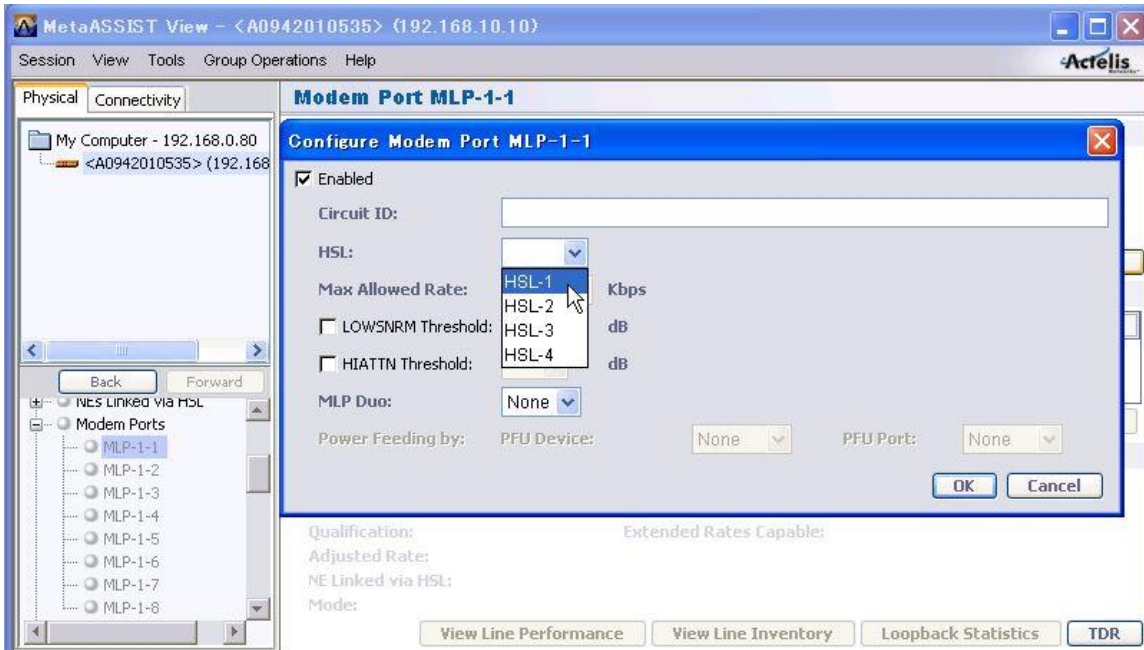 MetaASSIST View - <A0942010535> (192.168.10.10)
Session View Tools Group Operations Help
Actelis
Physical Connectivity
Modem Port MLP-1-1
My Computer - 192.168.0.80
<A0942010535> (192.168
Configure Modem Port MLP-1-1
Enabled
Circuit ID:
HSL:
HSL-1
HSL-2
HSL-3
HSL-4
Max Allowed Rate: Kbps
LOWSNRM Threshold: dB
HIATTN Threshold: dB
MLP Duo: None
Power Feeding by: PFU Device: None PFU Port: None
OK Cancel
Back Forward
NEs Linked via HSL
Modem Ports
MLP-1-1
MLP-1-2
MLP-1-3
MLP-1-4
MLP-1-5
MLP-1-6
MLP-1-7
MLP-1-8
Qualification: Extended Rates Capable:
Adjusted Rate:
NE Linked via HSL:
Mode:
View Line Performance View Line Inventory Loopback Statistics TDR